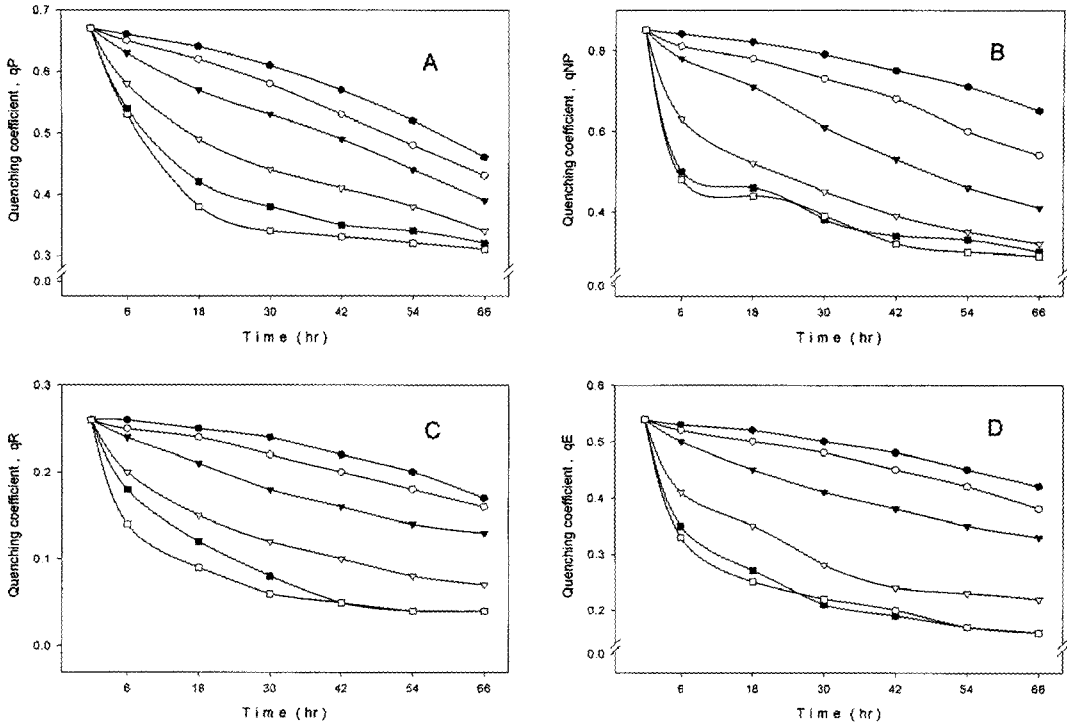 A
Quenching coefficient , qP
0.7
0.6
0.5
0.4
0.3
0.0
6 18 30 42 54 66
Time (hr)
B
Quenching coefficient , qNP
0.8
0.6
0.4
0.0
6 18 30 42 54 66
Time (hr)
C
Quenching coefficient , qR
0.3
0.2
0.1
0.0
6 18 30 42 54 66
Time (hr)
D
Quenching coefficient , qE
0.6
0.5
0.4
0.3
0.2
0.0
6 18 30 42 54 66
Time (hr)